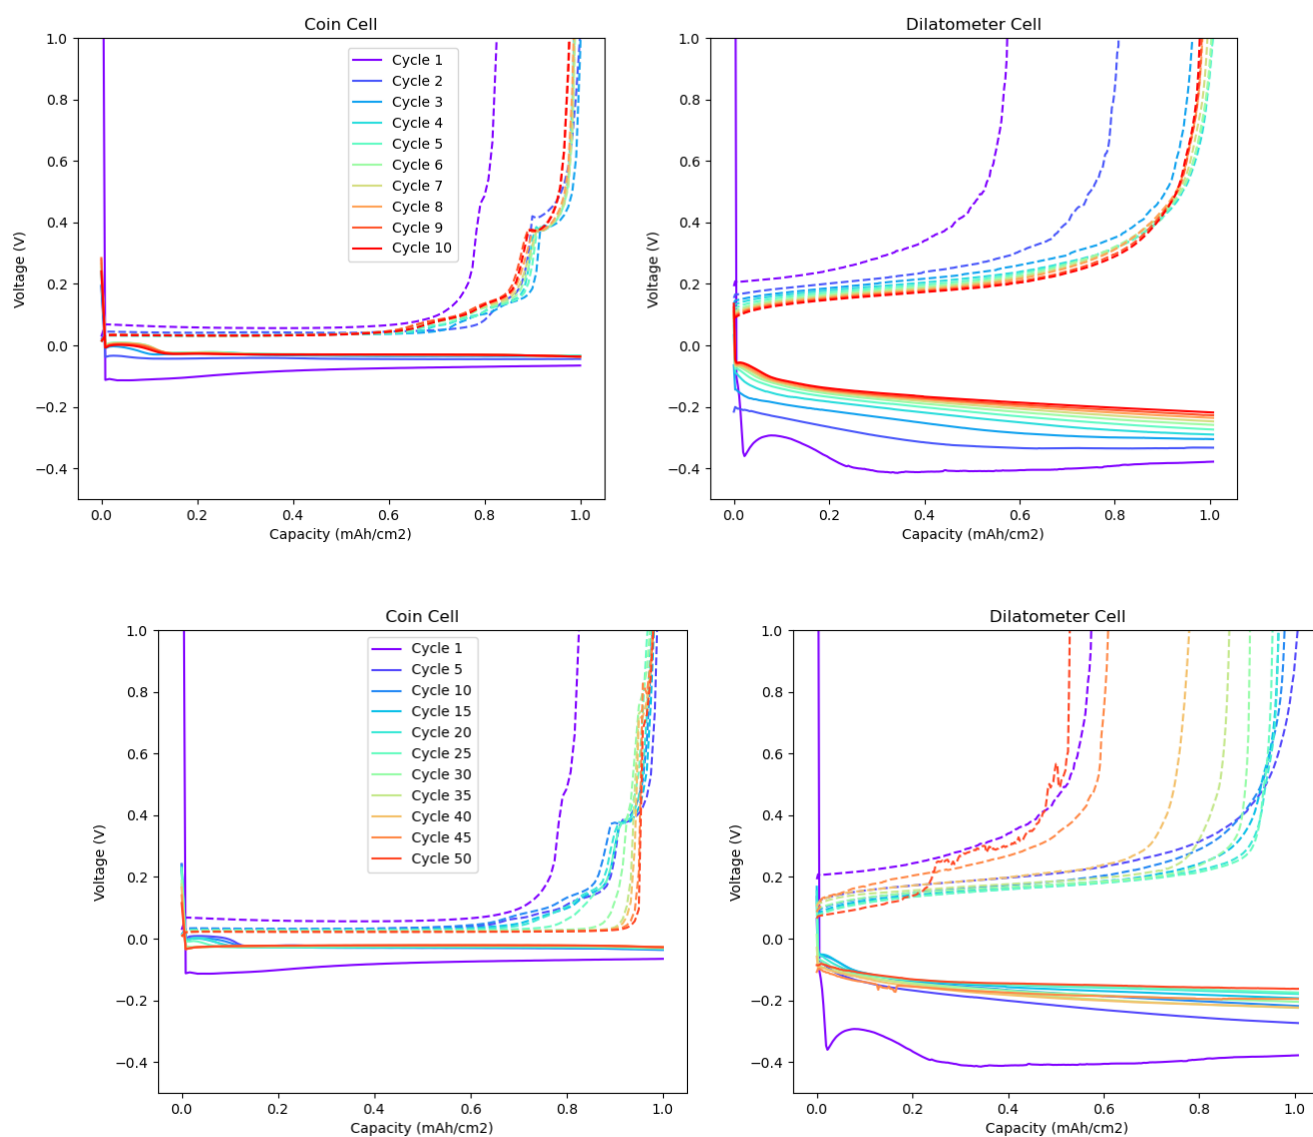 Coin Cell
1.0
0.8
0.6
0.4
0.2
0.0
−0.2
−0.4
Voltage (V)
Cycle 1
Cycle 2
Cycle 3
Cycle 4
Cycle 5
Cycle 6
Cycle 7
Cycle 8
Cycle 9
Cycle 10
0.0 0.2 0.4 0.6 0.8 1.0
Capacity (mAh/cm2)
Dilatometer Cell
1.0
0.8
0.6
0.4
0.2
0.0
−0.2
−0.4
Voltage (V)
0.0 0.2 0.4 0.6 0.8 1.0
Capacity (mAh/cm2)
Coin Cell
1.0
0.8
0.6
0.4
0.2
0.0
−0.2
−0.4
Voltage (V)
Cycle 1
Cycle 5
Cycle 10
Cycle 15
Cycle 20
Cycle 25
Cycle 30
Cycle 35
Cycle 40
Cycle 45
Cycle 50
0.0 0.2 0.4 0.6 0.8 1.0
Capacity (mAh/cm2)
Dilatometer Cell
1.0
0.8
0.6
0.4
0.2
0.0
−0.2
−0.4
Voltage (V)
0.0 0.2 0.4 0.6 0.8 1.0
Capacity (mAh/cm2)